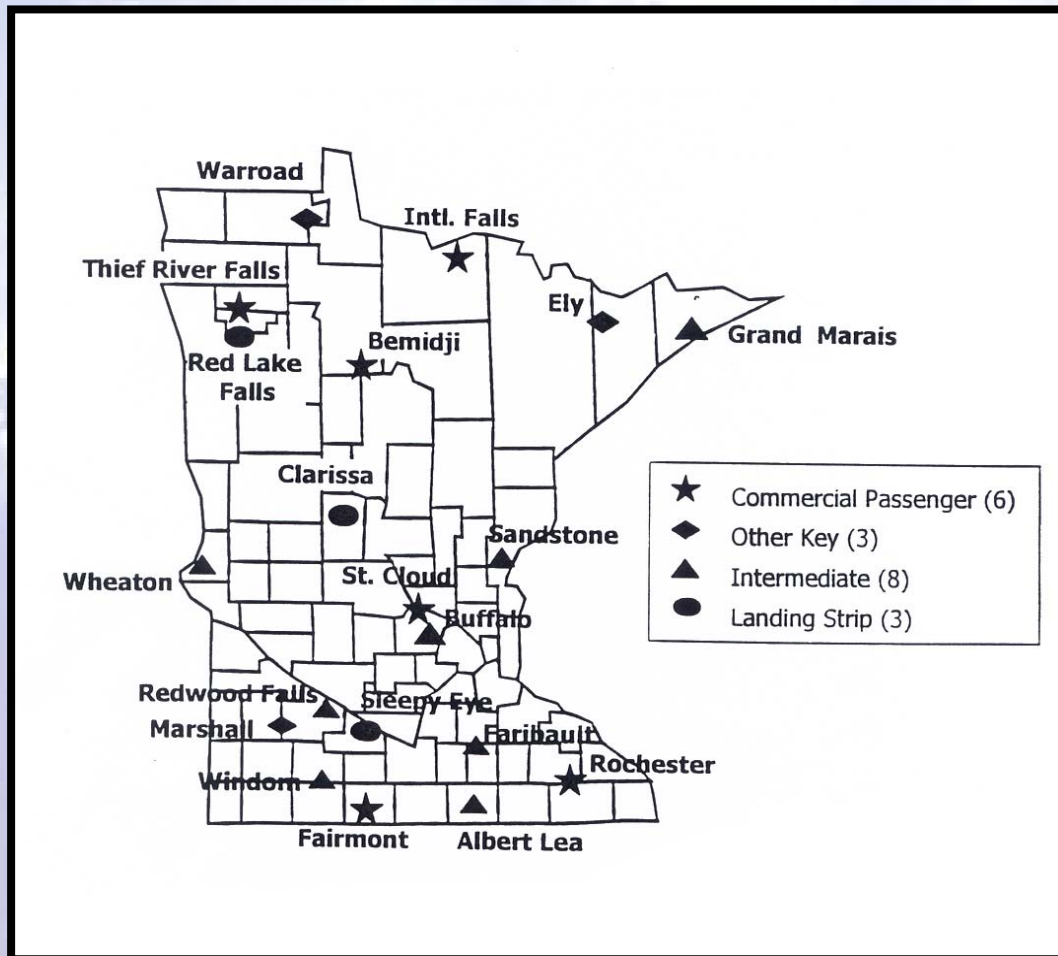 Warroad
Intl. Falls
Thief River Falls
Ely
Bemidji
Grand Marais
Red Lake
Falls
Clarissa
Commercial Passenger (6)
Other Key (3)
Sandstone
Intermediate (8)
Wheaton
St. Cloud
Landing Strip (3)
Buffalo
Redwood Falls
Sleepy Eye
Marshall
Faribault
Rochester
Windom
Fairmont
Albert Lea